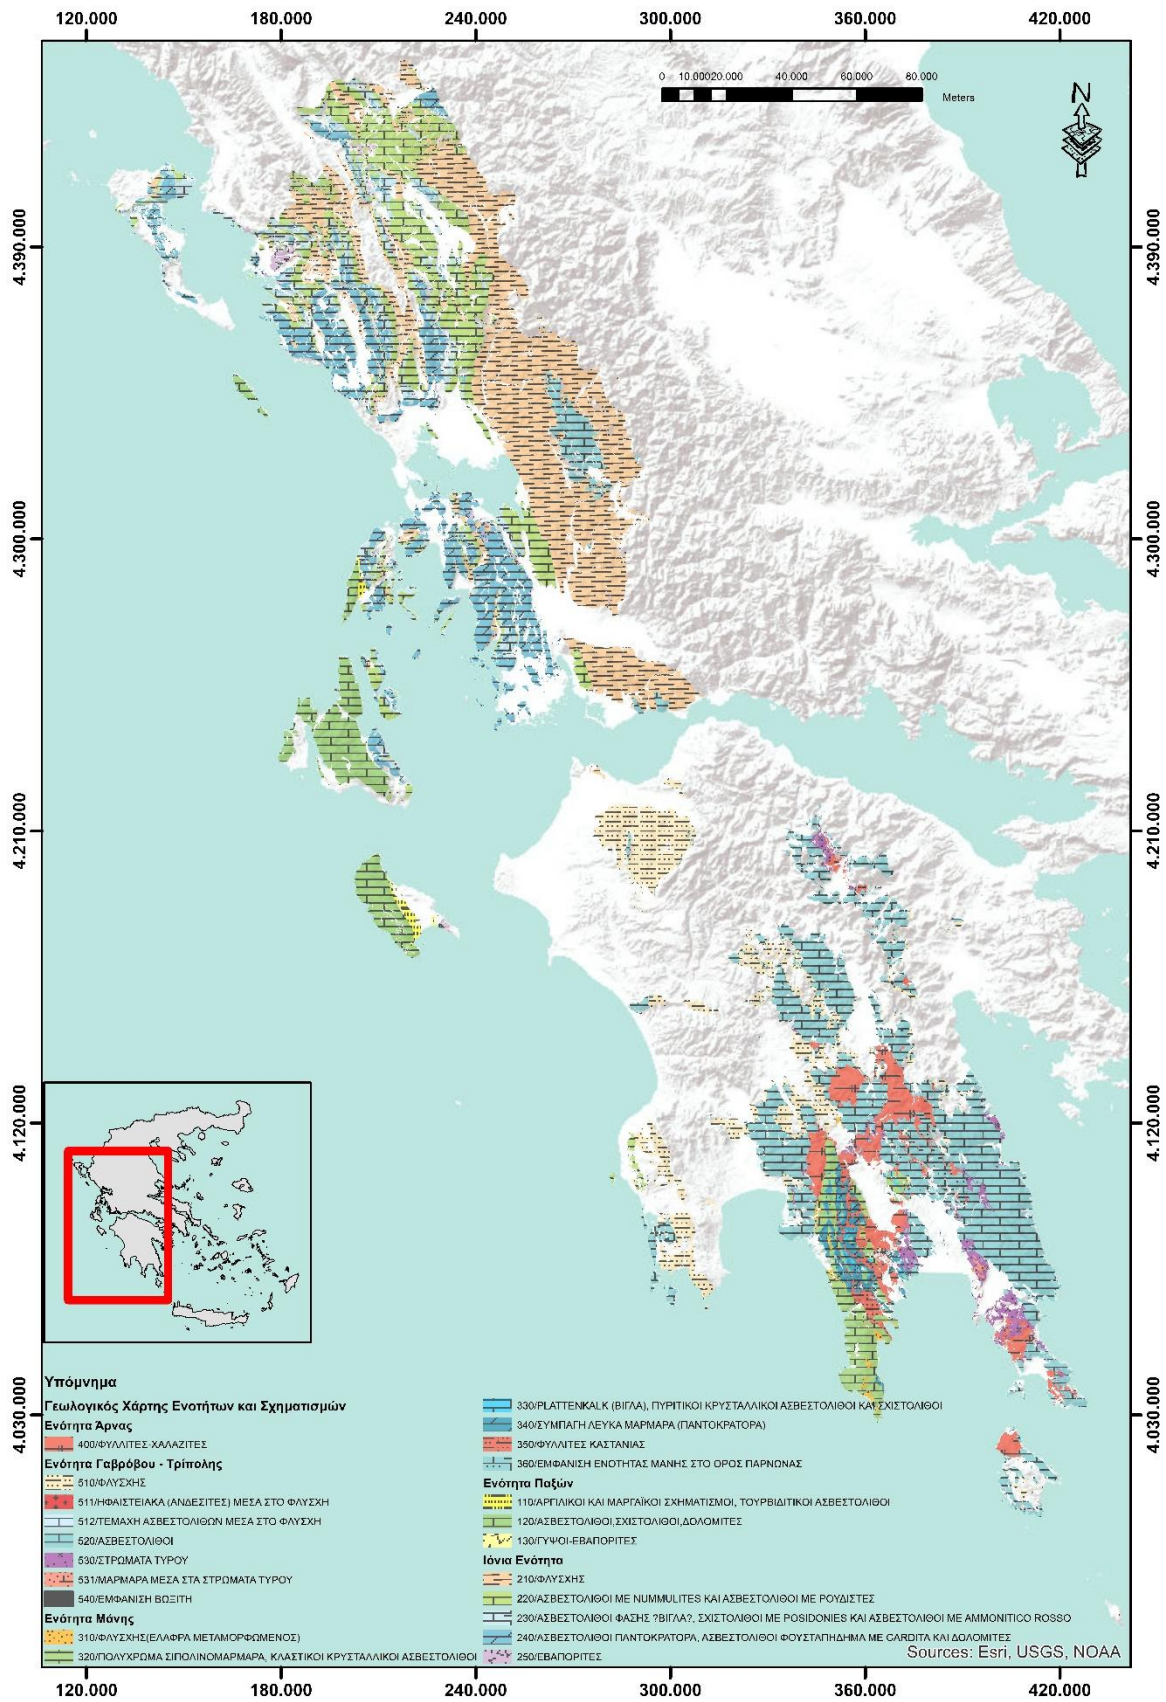 120.000 180.000 240.000 300.000 360.000 420.000
0 10.00020.000 40.000 60.000 80.000
Meters
N
4.390.000 4.390.000
4.300.000 4.300.000
4.210.000 4.210.000
4.120.000 4.120.000
4.030.000 4.030.000
Υπόμνημα
Γεωλογικός Χάρτης Ενοτήτων και Σχηματισμών
Ενότητα Άρνας
400/ΦΥΛΛΙΤΕΣ-ΧΑΛΑΖΙΤΕΣ
Ενότητα Γαβρόβου - Τρίπολης
510/ΦΛΥΣΧΗΣ
511/ΗΦΑΙΣΤΕΙΑΚΑ (ΑΝΔΕΣΙΤΕΣ) ΜΕΣΑ ΣΤΟ ΦΛΥΣΧΗ
512/ΤΕΜΑΧΗ ΑΣΒΕΣΤΟΛΙΘΩΝ ΜΕΣΑ ΣΤΟ ΦΛΥΣΧΗ
520/ΑΣΒΕΣΤΟΛΙΘΟΙ
530/ΣΤΡΩΜΑΤΑ ΤΥΡΟΥ
531/ΜΑΡΜΑΡΑ ΜΕΣΑ ΣΤΑ ΣΤΡΩΜΑΤΑ ΤΥΡΟΥ
540/ΕΜΦΑΝΙΣΗ ΒΩΞΙΤΗ
Ενότητα Μάνης
310/ΦΛΥΣΧΗΣ(ΕΛΑΦΡΑ ΜΕΤΑΜΟΡΦΩΜΕΝΟΣ)
320/ΠΟΛΥΧΡΩΜΑ ΣΙΠΟΛΙΝΟΜΑΡΜΑΡΑ, ΚΛΑΣΤΙΚΟΙ ΚΡΥΣΤΑΛΛΙΚΟΙ ΑΣΒΕΣΤΟΛΙΘΟΙ
330/PLATTENKALK (ΒΙΓΛΑ), ΠΥΡΙΤΙΚΟΙ ΚΡΥΣΤΑΛΛΙΚΟΙ ΑΣΒΕΣΤΟΛΙΘΟΙ ΚΑΙ ΣΧΙΣΤΟΛΙΘΟΙ
340/ΣΥΜΠΑΓΗ ΛΕΥΚΑ ΜΑΡΜΑΡΑ (ΠΑΝΤΟΚΡΑΤΟΡΑ)
350/ΦΥΛΛΙΤΕΣ ΚΑΣΤΑΝΙΑΣ
360/ΕΜΦΑΝΙΣΗ ΕΝΟΤΗΤΑΣ ΜΑΝΗΣ ΣΤΟ ΟΡΟΣ ΠΑΡΝΩΝΑΣ
Ενότητα Παξών
110/ΑΡΓΙΛΙΚΟΙ ΚΑΙ ΜΑΡΓΑΪΚΟΙ ΣΧΗΜΑΤΙΣΜΟΙ, ΤΟΥΡΒΙΔΙΤΙΚΟΙ ΑΣΒΕΣΤΟΛΙΘΟΙ
120/ΑΣΒΕΣΤΟΛΙΘΟΙ,ΣΧΙΣΤΟΛΙΘΟΙ,ΔΟΛΟΜΙΤΕΣ
130/ΓΥΨΟΙ-ΕΒΑΠΟΡΙΤΕΣ
Ιόνια Ενότητα
210/ΦΛΥΣΧΗΣ
220/ΑΣΒΕΣΤΟΛΙΘΟΙ ΜΕ NUMMULITES ΚΑΙ ΑΣΒΕΣΤΟΛΙΘΟΙ ΜΕ ΡΟΥΔΙΣΤΕΣ
230/ΑΣΒΕΣΤΟΛΙΘΟΙ ΦΑΣΗΣ ?ΒΙΓΛΑ?, ΣΧΙΣΤΟΛΙΘΟΙ ΜΕ POSIDONIES ΚΑΙ ΑΣΒΕΣΤΟΛΙΘΟΙ ΜΕ AMMONITICO ROSSO
240/ΑΣΒΕΣΤΟΛΙΘΟΙ ΠΑΝΤΟΚΡΑΤΟΡΑ, ΑΣΒΕΣΤΟΛΙΘΟΙ ΦΟΥΣΤΑΠΗΔΗΜΑ ΜΕ CARDITA ΚΑΙ ΔΟΛΟΜΙΤΕΣ
250/ΕΒΑΠΟΡΙΤΕΣ
Sources: Esri, USGS, NOAA
120.000 180.000 240.000 300.000 360.000 420.000